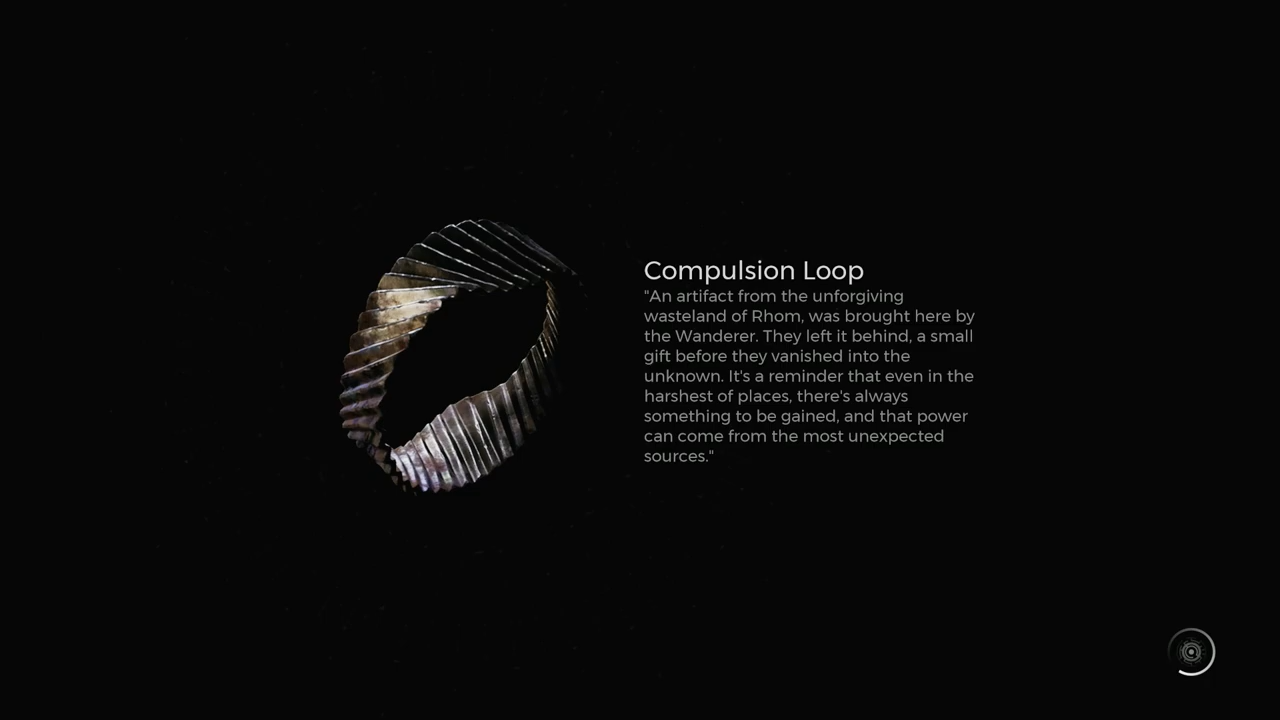 Compulsion Loop
"An artifact from the unforgiving
wasteland of Rhom, was brought here by
the Wanderer. They left it behind, a small
gift before they vanished into the
unknown. It's a reminder that even in the
harshest of places, there's always
something to be gained, and that power
can come from the most unexpected
sources."